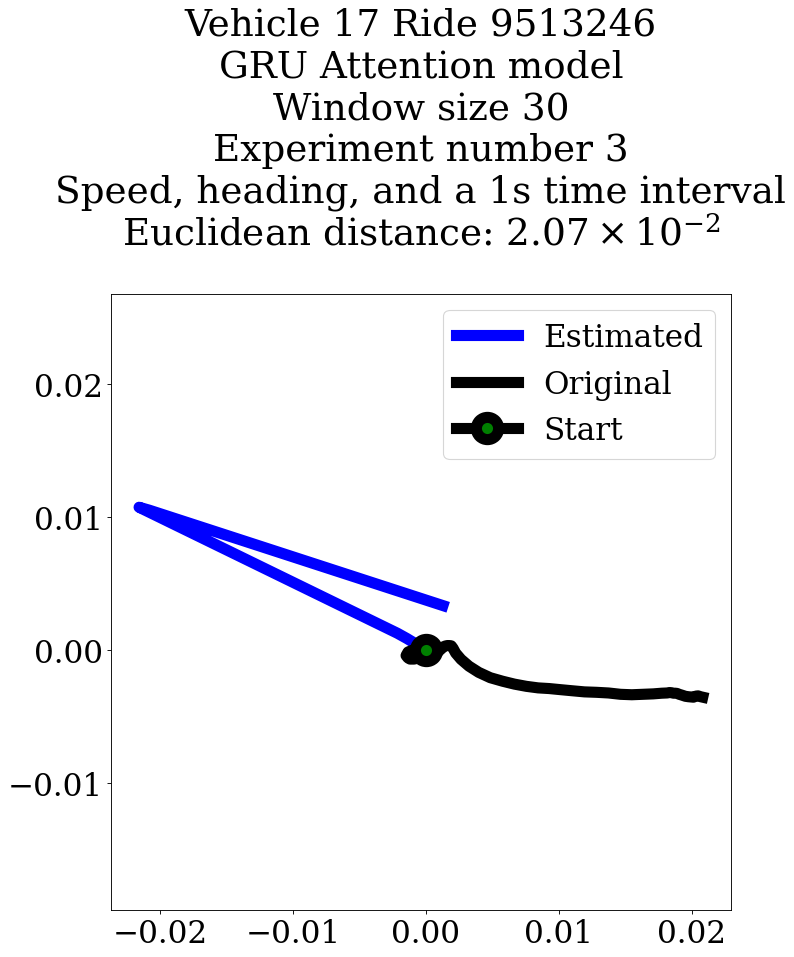 Vehicle 17 Ride 9513246
GRU Attention model
Window size 30
Experiment number 3
Speed, heading, and a 1s time interval
Euclidean distance: 2.07 × 10⁻²
Estimated
Original
Start
0.02
0.01
0.00
−0.01
−0.02 −0.01 0.00 0.01 0.02